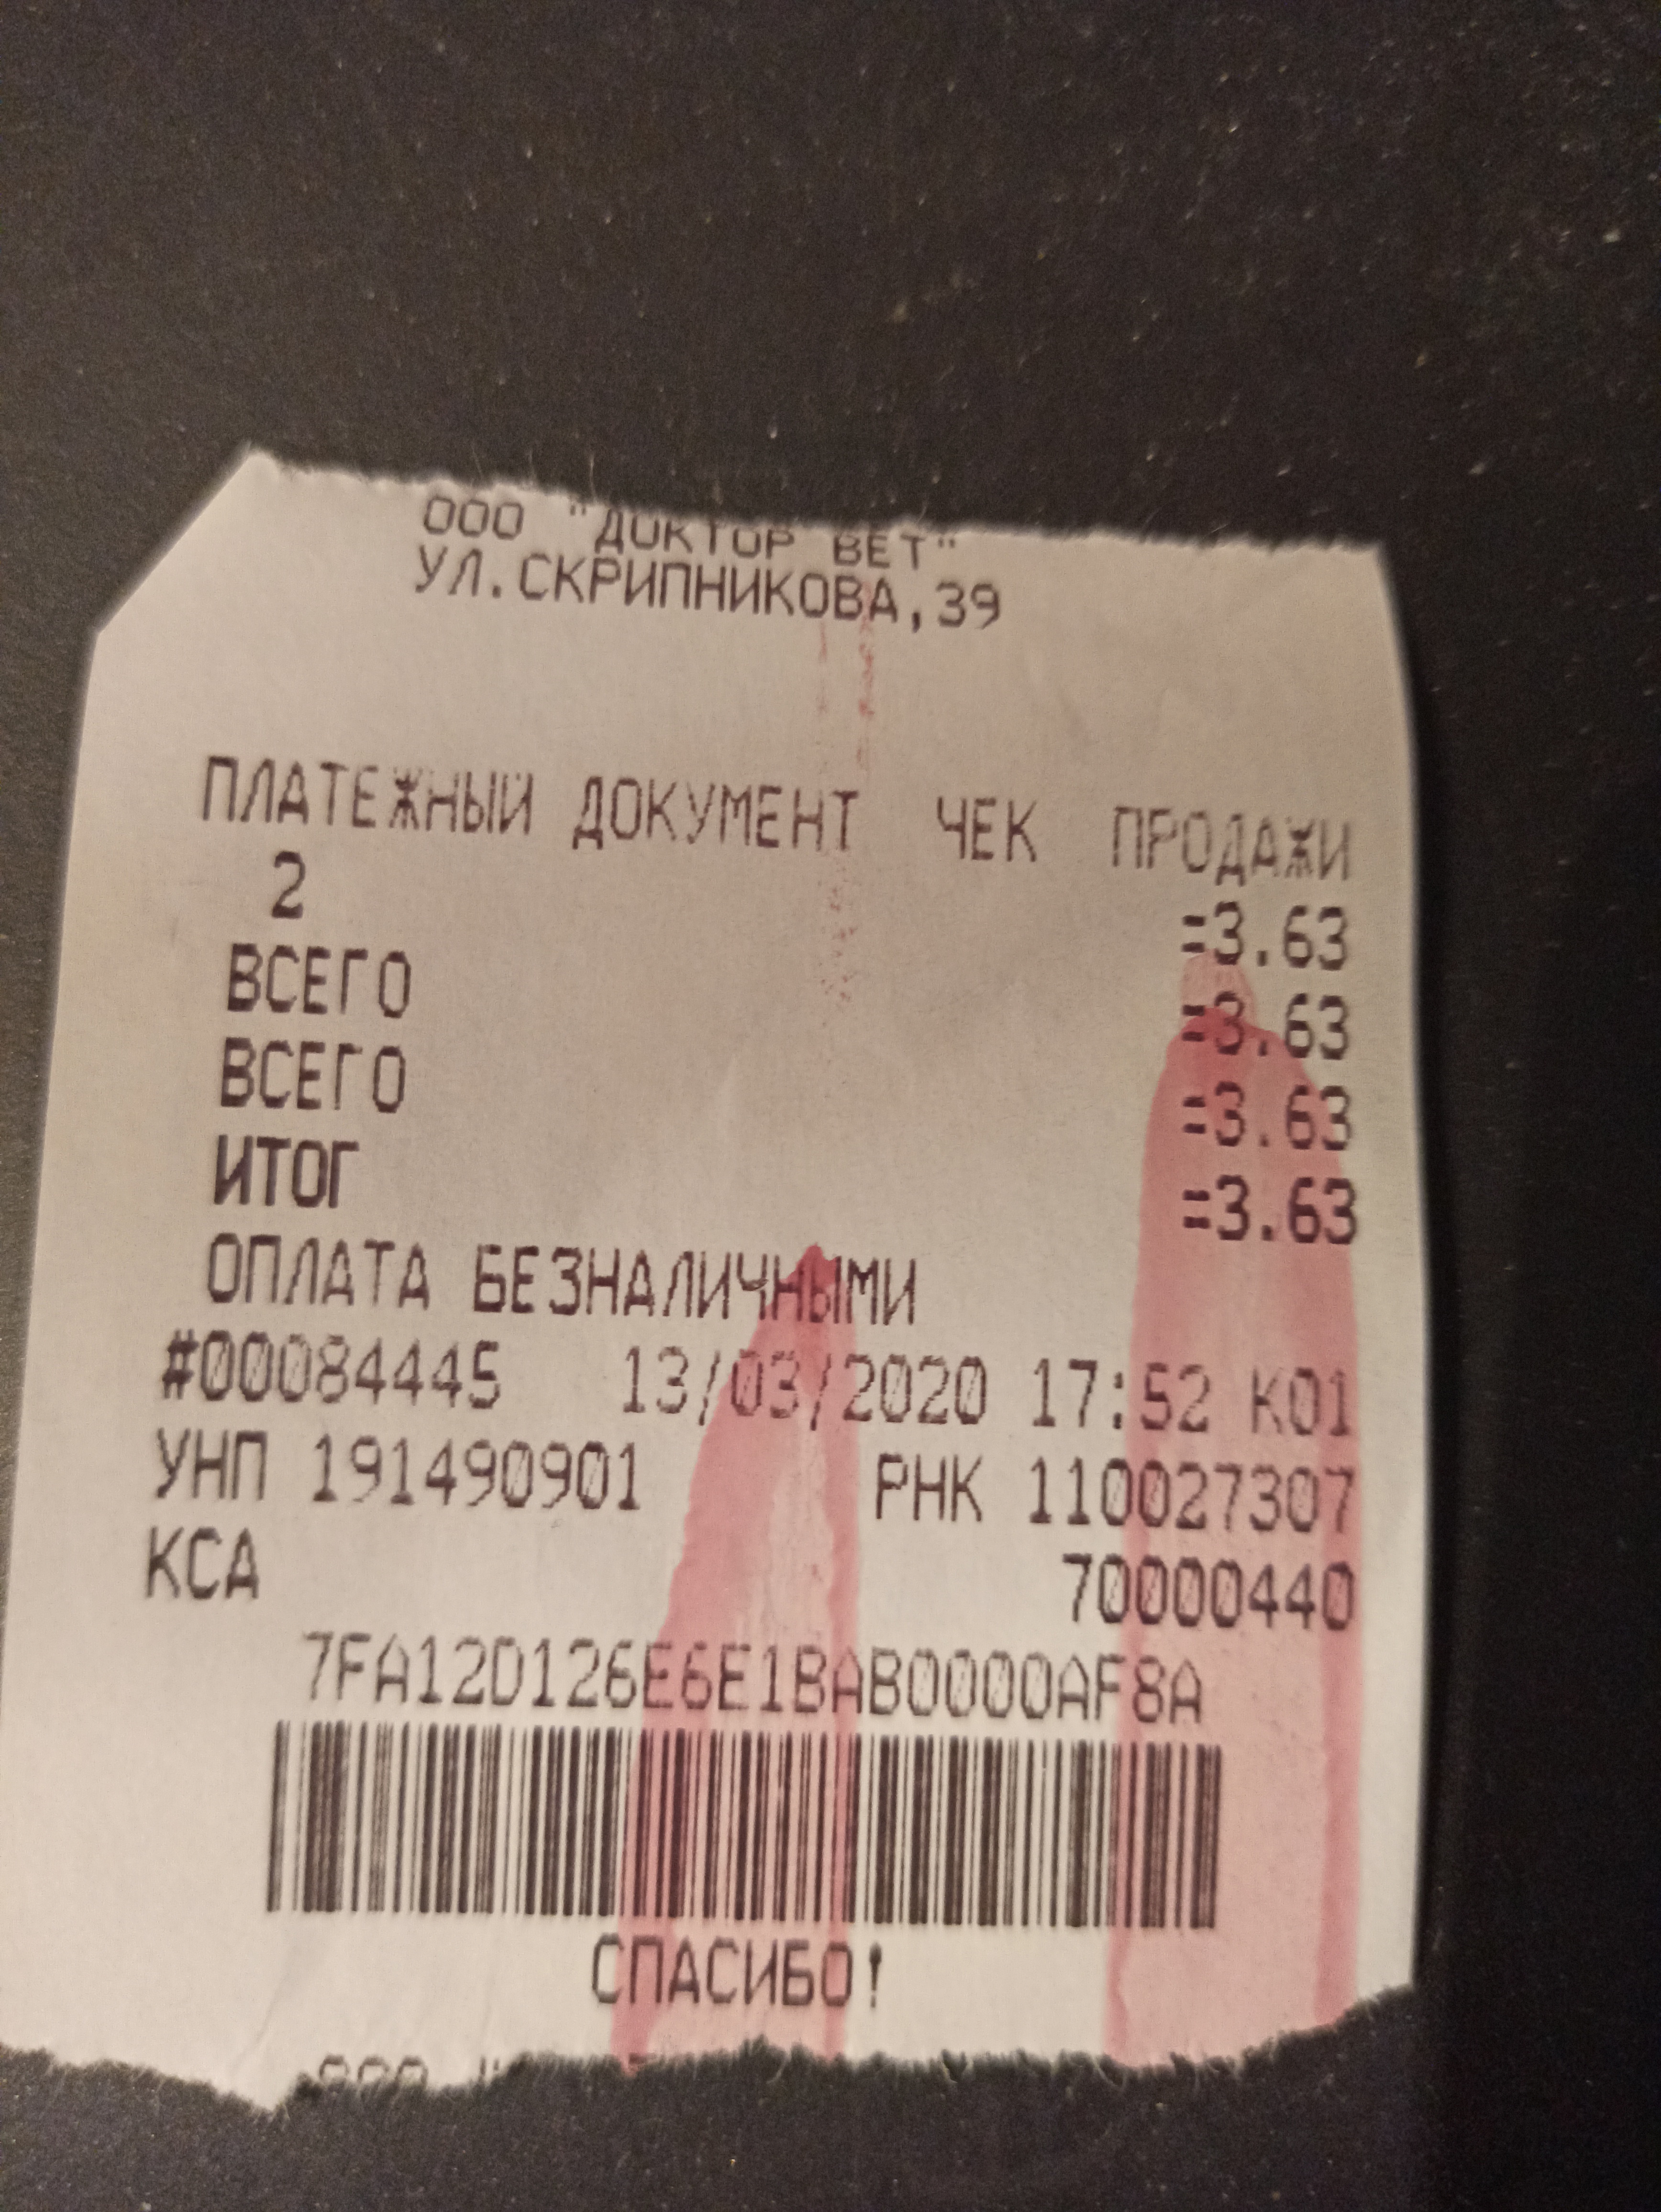 ООО "ДОКТОР ВЕТ"
УЛ.СКРИПНИКОВА,39
ПЛАТЕЖНЫЙ ДОКУМЕНТ ЧЕК ПРОДАЖИ
2 =3.63
ВСЕГО =3.63
ВСЕГО =3.63
ИТОГ =3.63
ОПЛАТА БЕЗНАЛИЧНЫМИ
#00084445 13/03/2020 17:52 К01
УНП 191490901 РНК 110027307
КСА 70000440
7FA12D126E6E1BAB0000AF8A
СПАСИБО!